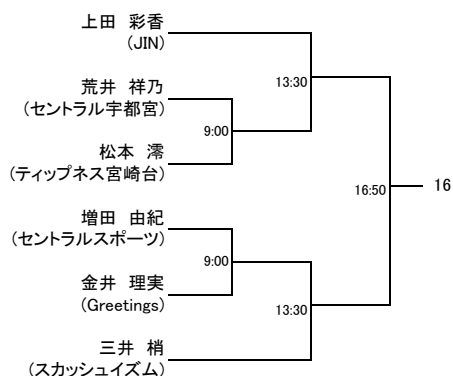 上田 彩香
(JIN)
13:30
荒井 祥乃
(セントラル宇都宮)
9:00
松本 澪
(ティップネス宮崎台)
16:50
16
増田 由紀
(セントラルスポーツ)
9:00
金井 理実
(Greetings)
13:30
三井 梢
(スカッシュイズム)